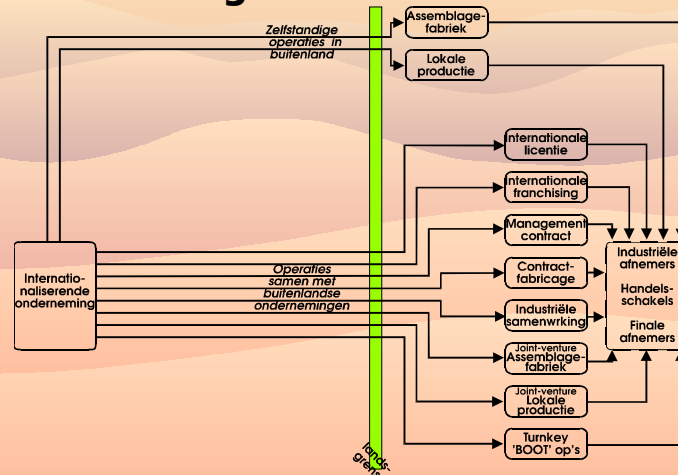 g
Zelfstandige
operaties in
buitenland
Assemblage-
fabriek
Lokale
productie
Internationale
licentie
Internationale
franchising
Management
contract
Contract-
fabricage
Industriële
samenwrking
Joint-venture
Assemblage-
fabriek
Joint-venture
Lokale
productie
Turnkey
'BOOT' op's
Internatio-
naliserende
onderneming
Operaties
samen met
buitenlandse
ondernemingen
Industriële
afnemers
Handels-
schakels
Finale
afnemers
lands-
grens